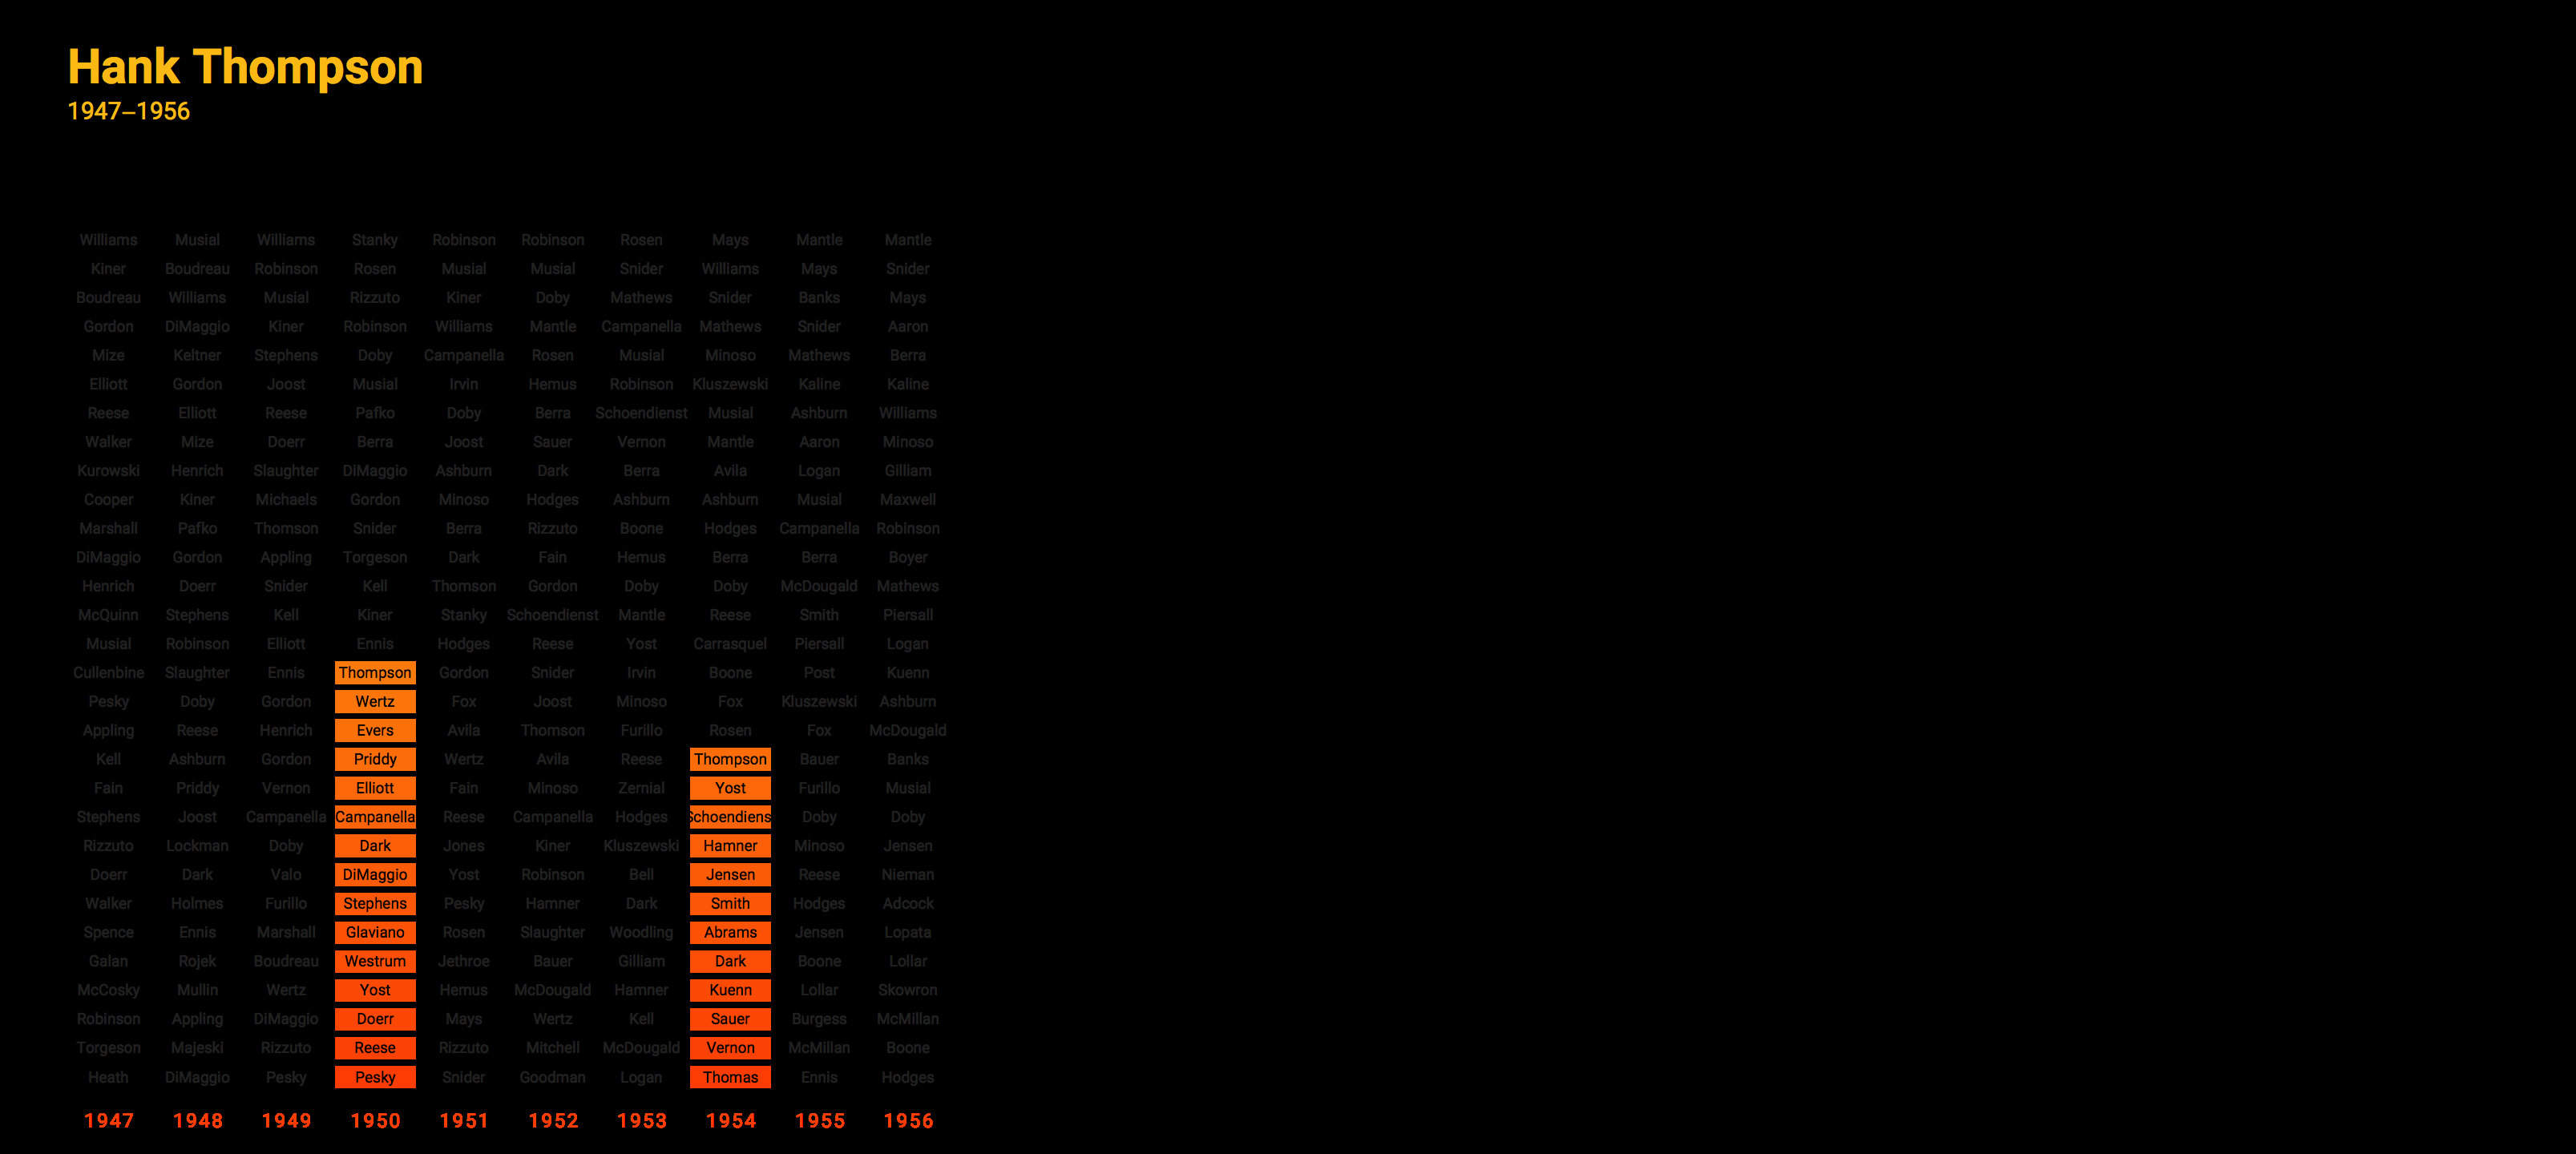 Hank Thompson
1947–1956
Williams Musial Williams Stanky Robinson Robinson Rosen Mays Mantle Mantle
Kiner Boudreau Robinson Rosen Musial Musial Snider Williams Mays Snider
Boudreau Williams Musial Rizzuto Kiner Doby Mathews Snider Banks Mays
Gordon DiMaggio Kiner Robinson Williams Mantle Campanella Mathews Snider Aaron
Mize Keltner Stephens Doby Campanella Rosen Musial Minoso Mathews Berra
Elliott Gordon Joost Musial Irvin Hemus Robinson Kluszewski Kaline Kaline
Reese Elliott Reese Pafko Doby Berra Schoendienst Musial Ashburn Williams
Walker Mize Doerr Berra Joost Sauer Vernon Mantle Aaron Minoso
Kurowski Henrich Slaughter DiMaggio Ashburn Dark Berra Avila Logan Gilliam
Cooper Kiner Michaels Gordon Minoso Hodges Ashburn Ashburn Musial Maxwell
Marshall Pafko Thomson Snider Berra Rizzuto Boone Hodges Campanella Robinson
DiMaggio Gordon Appling Torgeson Dark Fain Hemus Berra Berra Boyer
Henrich Doerr Snider Kell Thomson Gordon Doby Doby McDougald Mathews
McQuinn Stephens Kell Kiner Stanky Schoendienst Mantle Reese Smith Piersall
Musial Robinson Elliott Ennis Hodges Reese Yost Carrasquel Piersall Logan
Cullenbine Slaughter Ennis Thompson Gordon Snider Irvin Boone Post Kuenn
Pesky Doby Gordon Wertz Fox Joost Minoso Fox Kluszewski Ashburn
Appling Reese Henrich Evers Avila Thomson Furillo Rosen Fox McDougald
Kell Ashburn Gordon Priddy Wertz Avila Reese Thompson Bauer Banks
Fain Priddy Vernon Elliott Fain Minoso Zernial Yost Furillo Musial
Stephens Joost Campanella Campanella Reese Campanella Hodges Schoendiens Doby Doby
Rizzuto Lockman Doby Dark Jones Kiner Kluszewski Hamner Minoso Jensen
Doerr Dark Valo DiMaggio Yost Robinson Bell Jensen Reese Nieman
Walker Holmes Furillo Stephens Pesky Hamner Dark Smith Hodges Adcock
Spence Ennis Marshall Glaviano Rosen Slaughter Woodling Abrams Jensen Lopata
Galan Rojek Boudreau Westrum Jethroe Bauer Gilliam Dark Boone Lollar
McCosky Mullin Wertz Yost Hemus McDougald Hamner Kuenn Lollar Skowron
Robinson Appling DiMaggio Doerr Mays Wertz Kell Sauer Burgess McMillan
Torgeson Majeski Rizzuto Reese Rizzuto Mitchell McDougald Vernon McMillan Boone
Heath DiMaggio Pesky Pesky Snider Goodman Logan Thomas Ennis Hodges
1947 1948 1949 1950 1951 1952 1953 1954 1955 1956